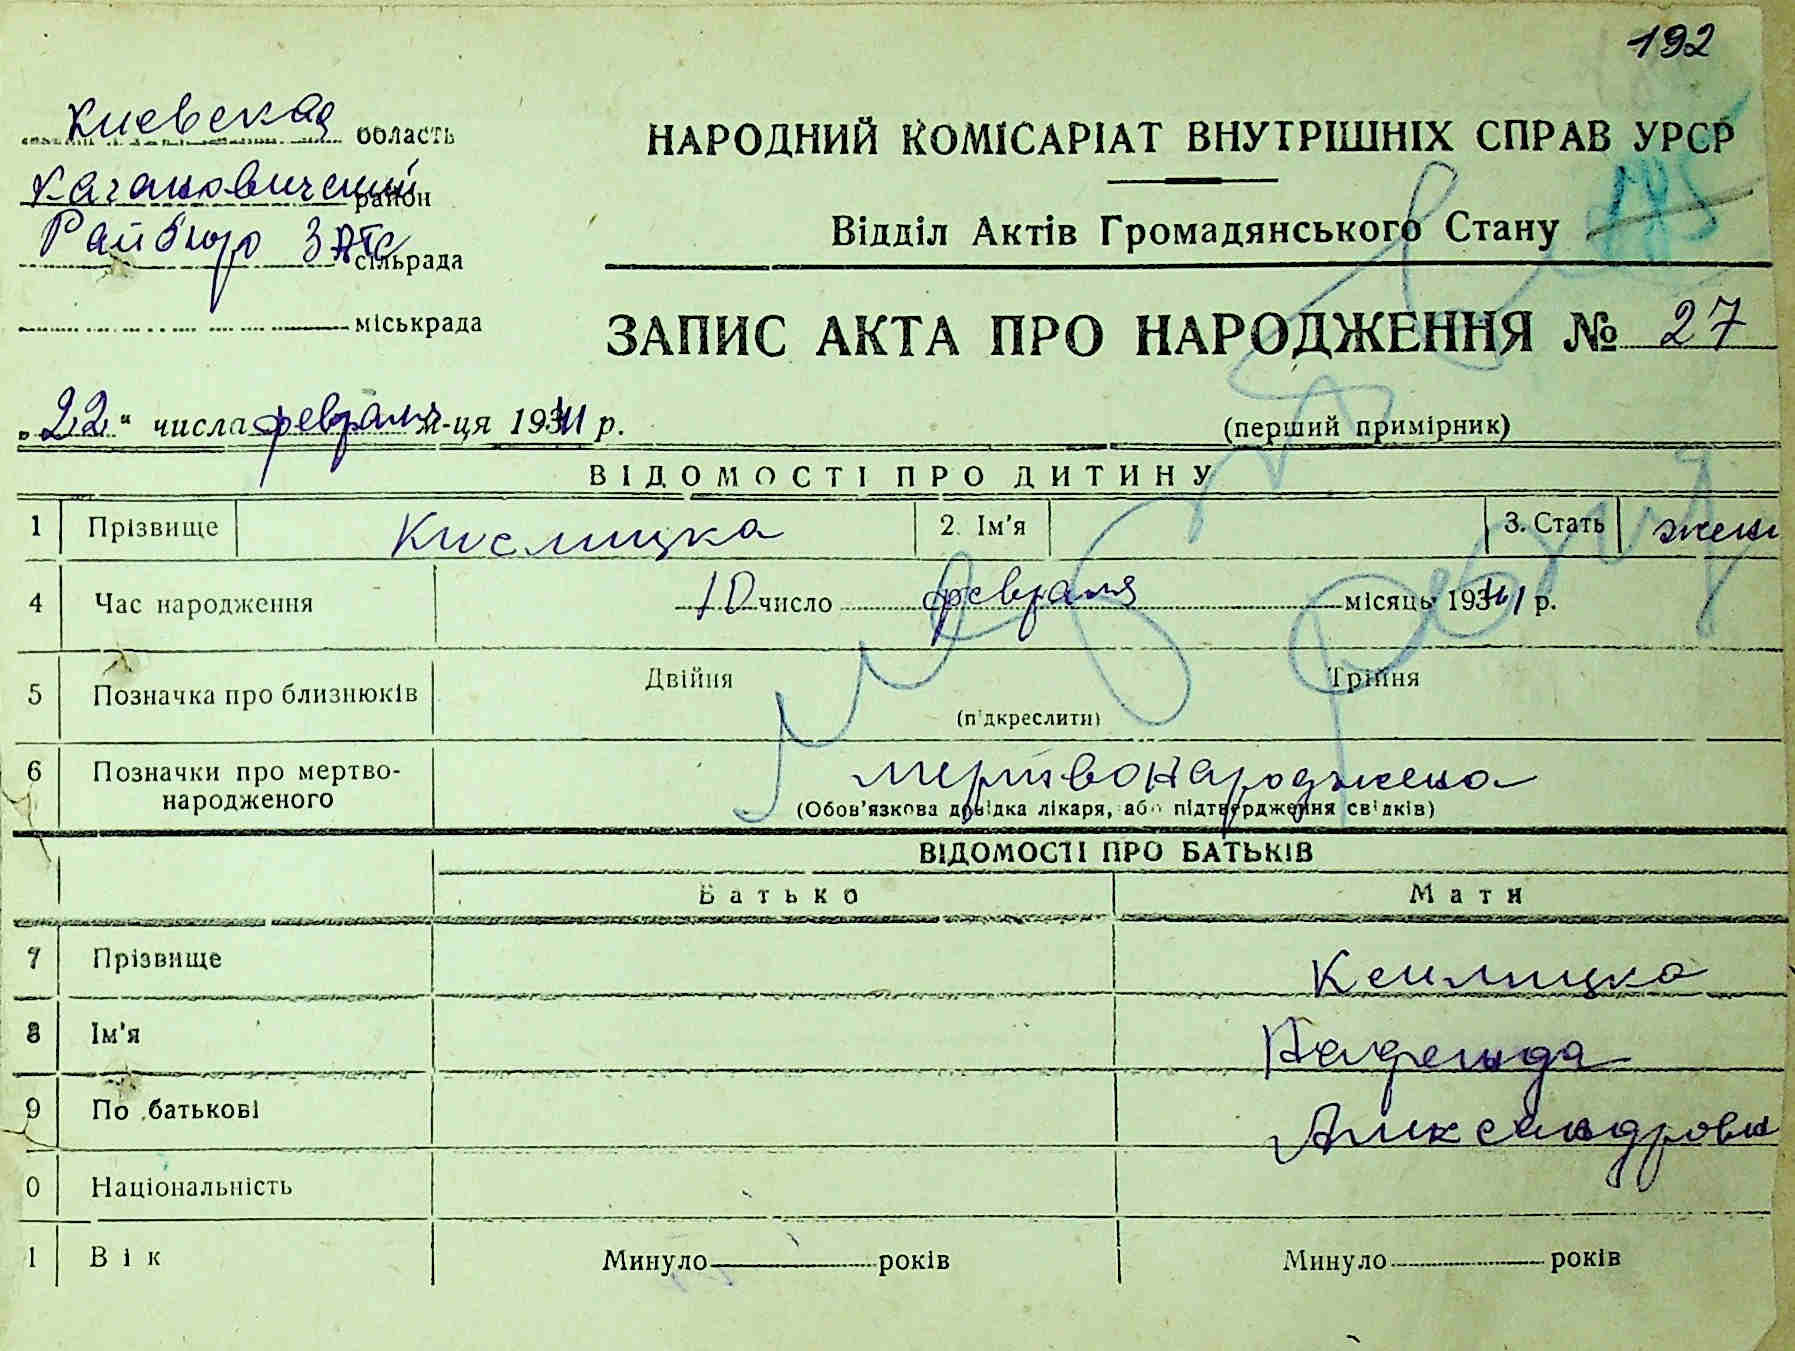 192
Киевская область
Кагановичский район
Райбюро ЗАГС сільрада
міськрада
НАРОДНИЙ КОМІСАРІАТ ВНУТРІШНІХ СПРАВ УРСР
185
Відділ Актів Громадянського Стану
ЗАПИС АКТА ПРО НАРОДЖЕННЯ № 27
„22" числа февраля м-ця 1941 р.
(перший примірник)
ВІДОМОСТІ ПРО ДИТИНУ
1 Прізвище Кислицка 2. Ім'я 3. Стать жен
4 Час народження 10 число февраля місяць 1941 р.
5 Позначка про близнюків Двійня Трійня
(підкреслити)
6 Позначки про мертво-
народженого мертвонароджена
(Обов'язкова довідка лікаря, або підтвердження свідків)
ВІДОМОСТІ ПРО БАТЬКІВ
Батько Мати
7 Прізвище Кислицка
8 Ім'я Надежда
9 По батькові Александровна
0 Національність
1 Вік Минуло років Минуло років